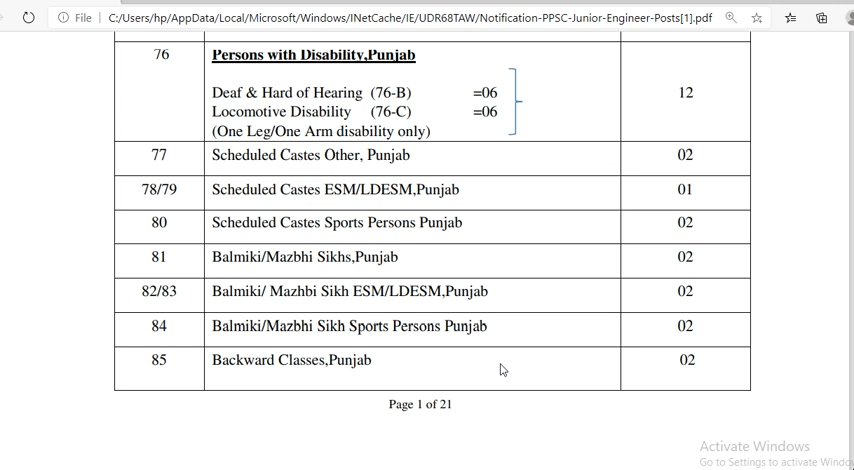 File
C:/Users/hp/AppData/Local/Microsoft/Windows/INetCache/IE/UDR68TAW/Notification-PPSC-Junior-Engineer-Posts[1].pdf
76 Persons with Disability,Punjab
Deaf & Hard of Hearing (76-B) =06 12
Locomotive Disability (76-C) =06
(One Leg/One Arm disability only)
77 Scheduled Castes Other, Punjab 02
78/79 Scheduled Castes ESM/LDESM,Punjab 01
80 Scheduled Castes Sports Persons Punjab 02
81 Balmiki/Mazbhi Sikhs,Punjab 02
82/83 Balmiki/ Mazhbi Sikh ESM/LDESM,Punjab 02
84 Balmiki/Mazbhi Sikh Sports Persons Punjab 02
85 Backward Classes,Punjab 02
Page 1 of 21
Activate Windows
Go to Settings to activate Windo